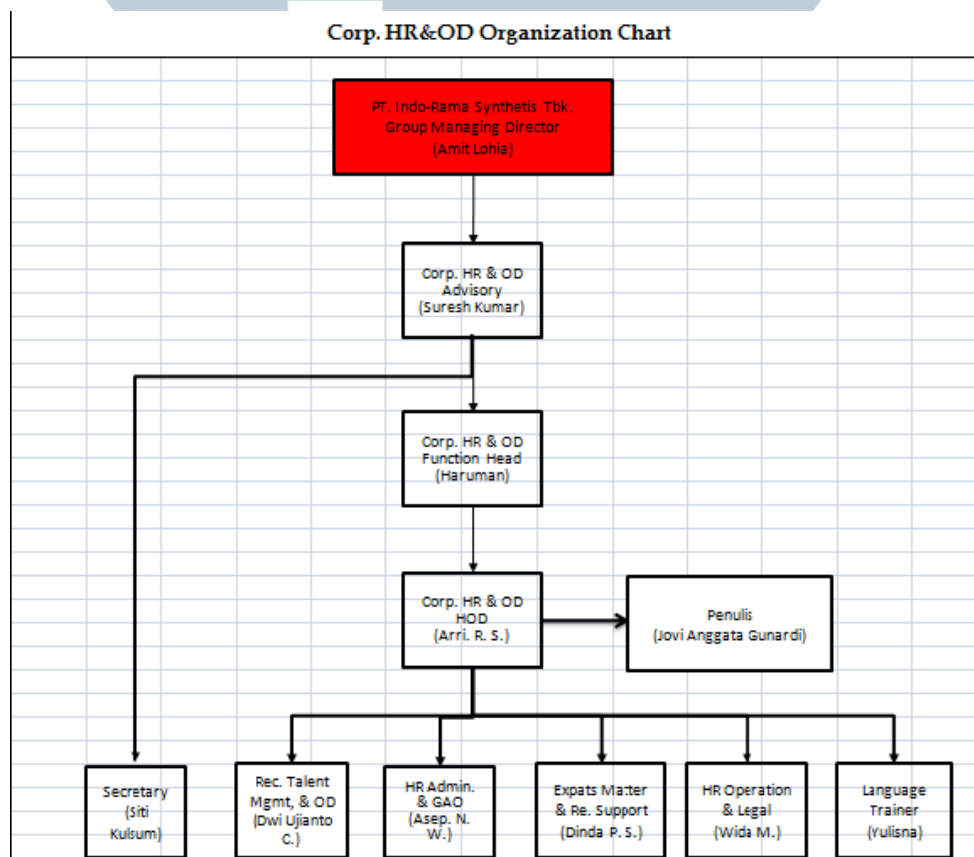 Corp. HR&OD Organization Chart
PT. Indo-Rama Synthetis Tbk.
Group Managing Director
(Amit Lohia)
Corp. HR & OD
Advisory
(Suresh Kumar)
Corp. HR & OD
Function Head
(Haruman)
Corp. HR & OD
HOD
(Arri. R. S.)
Penulis
(Jovi Anggata Gunardi)
Secretary
(Siti
Kulsum)
Rec. Talent
Mgmt, & OD
(Dwi Ujianto
C.)
HR Admin.
& GAO
(Asep. N.
W.)
Expats Matter
& Re. Support
(Dinda P. S.)
HR Operation
& Legal
(Wida M.)
Language
Trainer
(Yulisna)